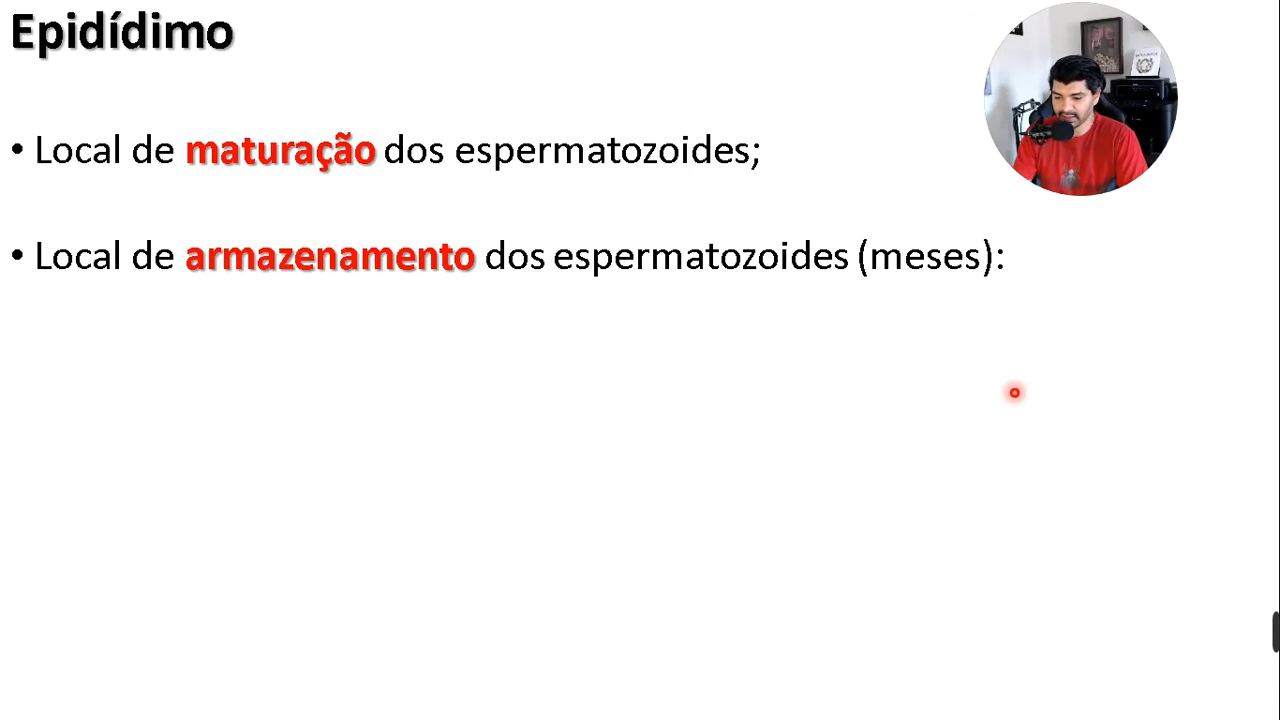 Epidídimo
• Local de maturação dos espermatozoides;
• Local de armazenamento dos espermatozoides (meses):